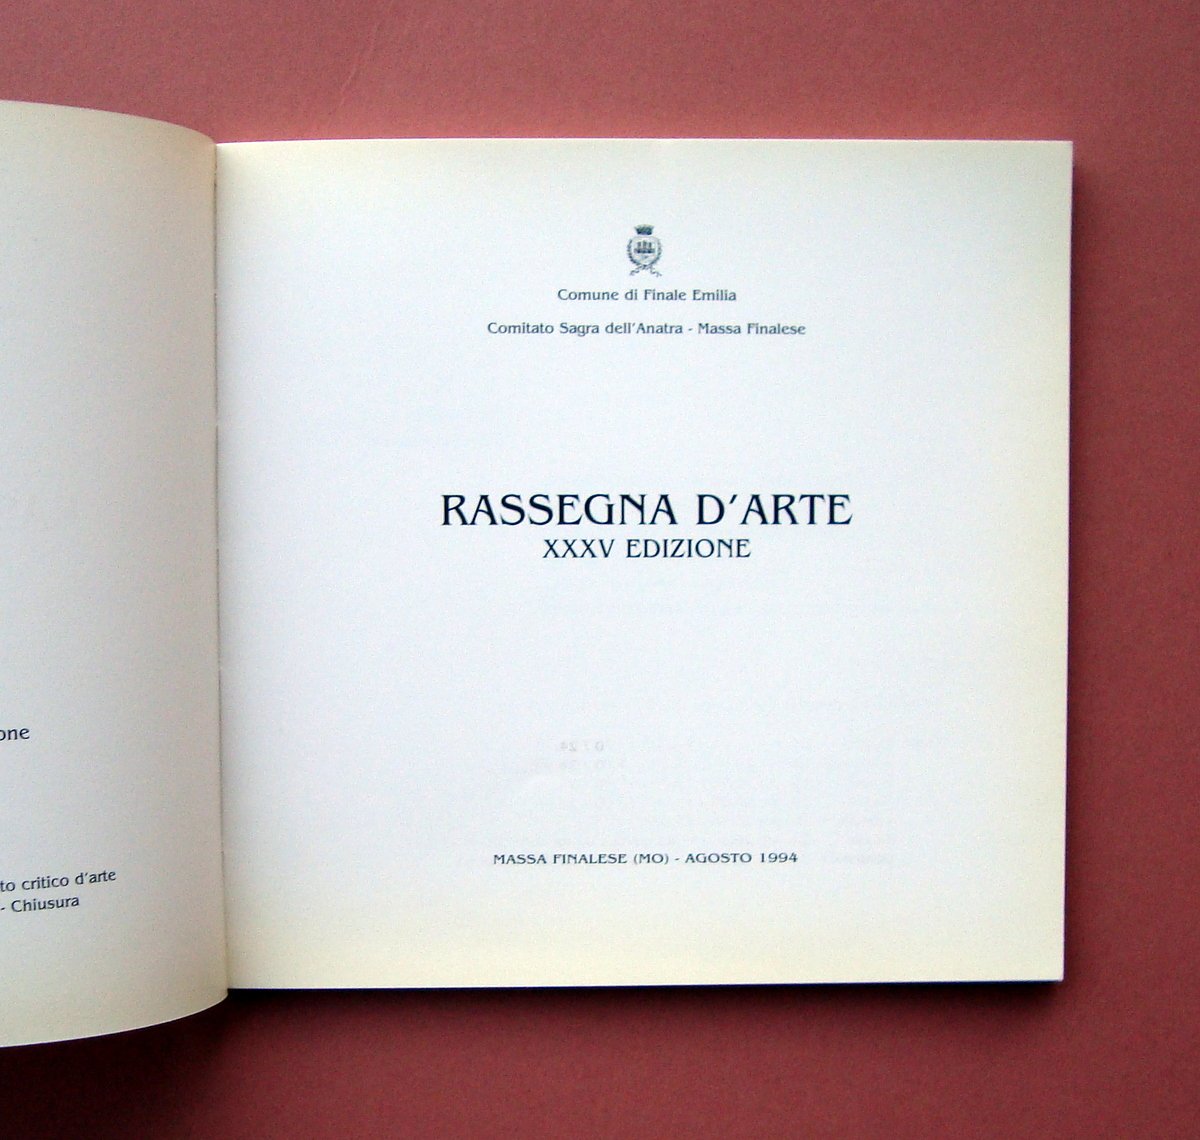 one
to critico d'arte
- Chiusura
Comune di Finale Emilia
Comitato Sagra dell'Anatra - Massa Finalese
RASSEGNA D'ARTE
XXXV EDIZIONE
MASSA FINALESE (MO) - AGOSTO 1994